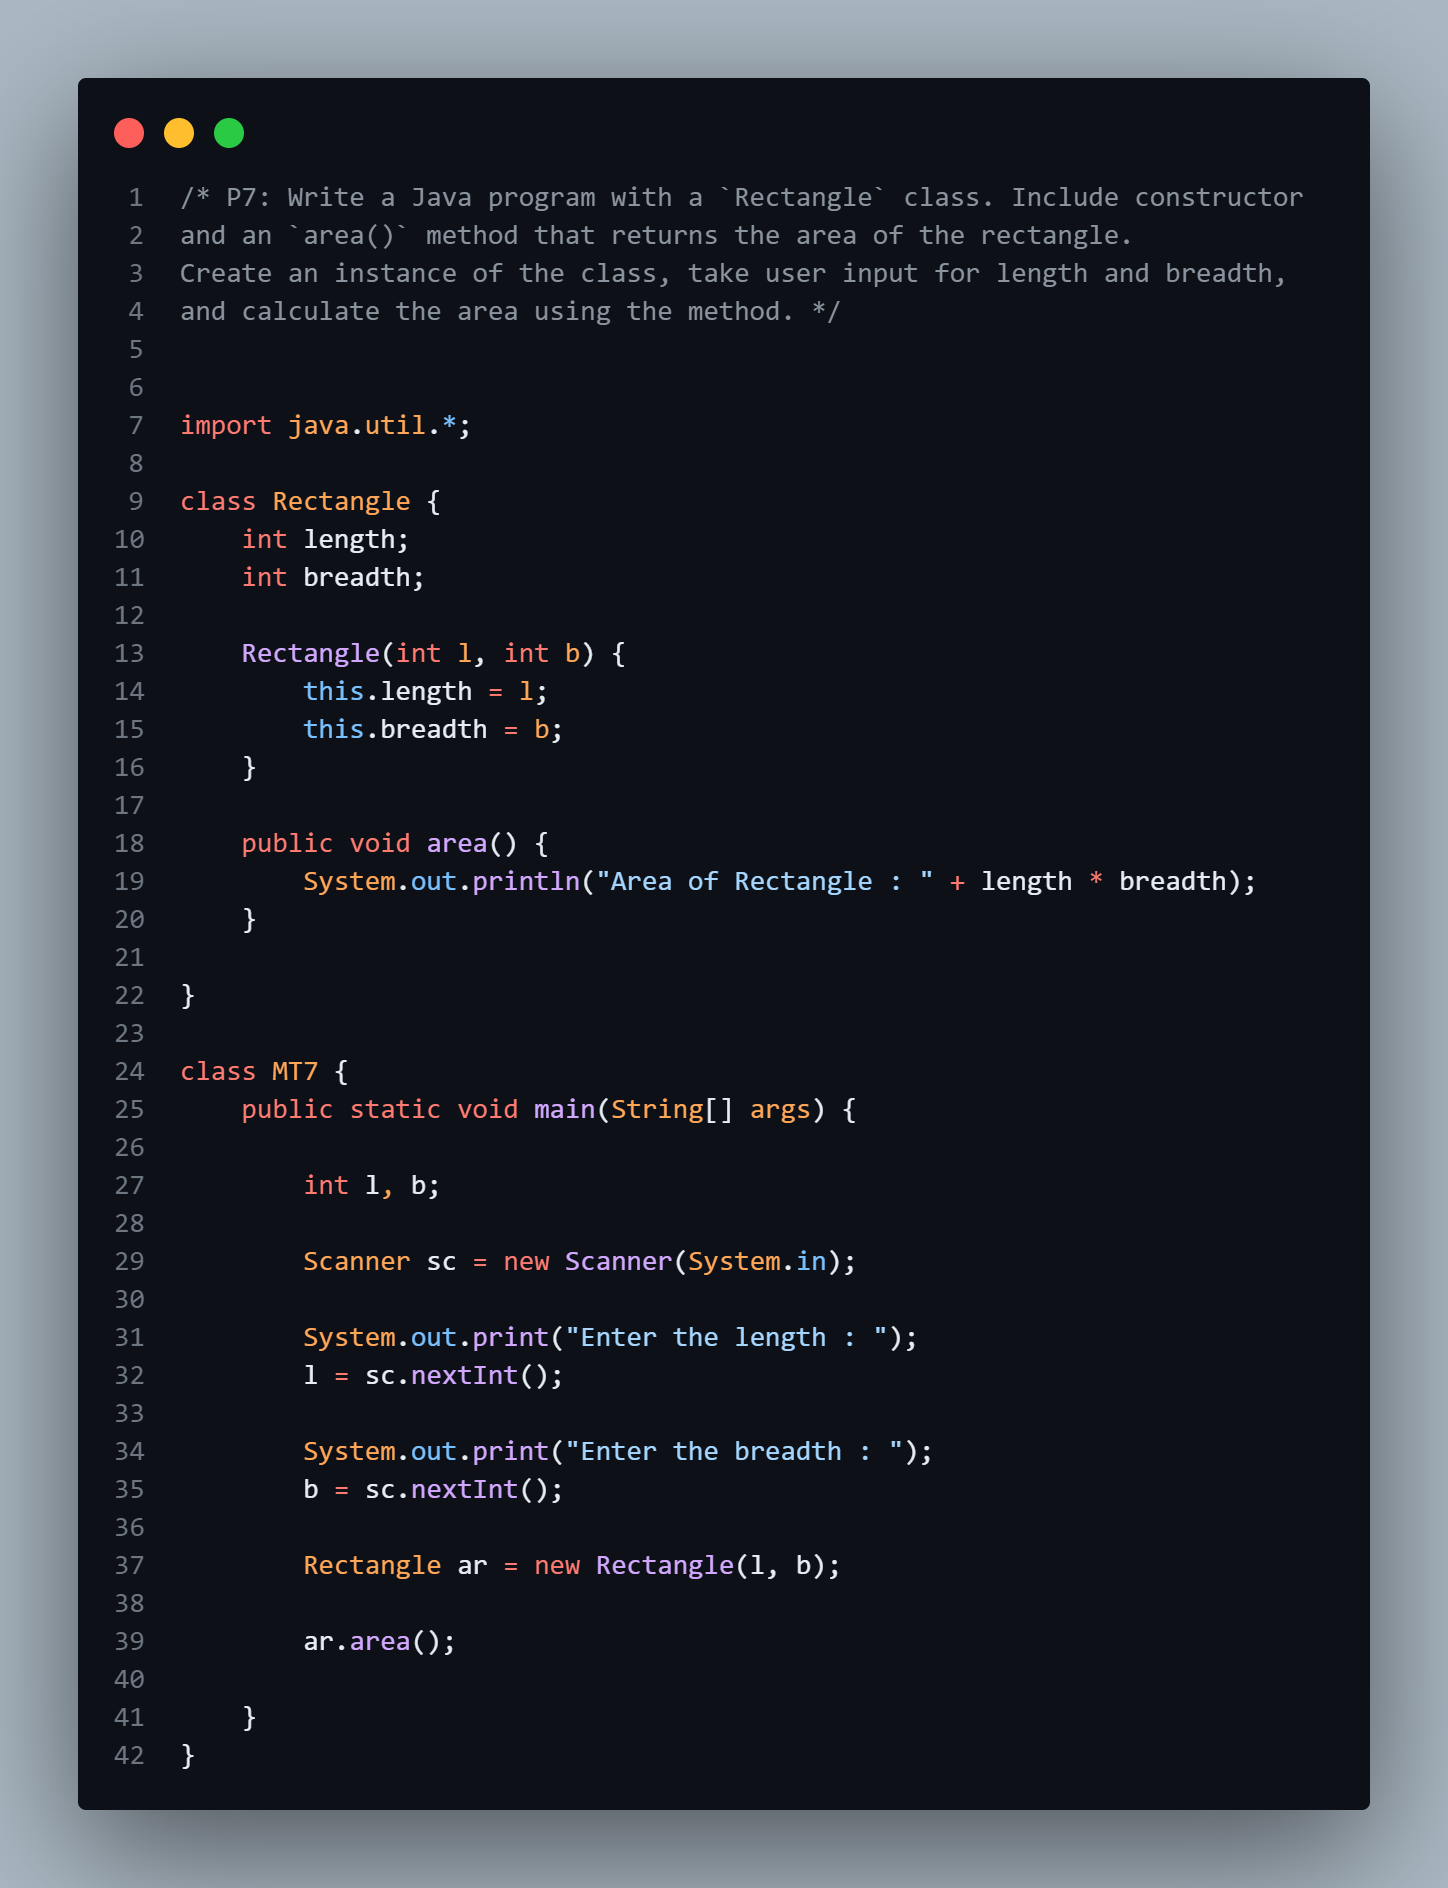 1 /* P7: Write a Java program with a `Rectangle` class. Include constructor
2 and an `area()` method that returns the area of the rectangle.
3 Create an instance of the class, take user input for length and breadth,
4 and calculate the area using the method. */
5
6
7 import java.util.*;
8
9 class Rectangle {
10     int length;
11     int breadth;
12
13     Rectangle(int l, int b) {
14         this.length = l;
15         this.breadth = b;
16     }
17
18     public void area() {
19         System.out.println("Area of Rectangle : " + length * breadth);
20     }
21
22 }
23
24 class MT7 {
25     public static void main(String[] args) {
26
27         int l, b;
28
29         Scanner sc = new Scanner(System.in);
30
31         System.out.print("Enter the length : ");
32         l = sc.nextInt();
33
34         System.out.print("Enter the breadth : ");
35         b = sc.nextInt();
36
37         Rectangle ar = new Rectangle(l, b);
38
39         ar.area();
40
41     }
42 }